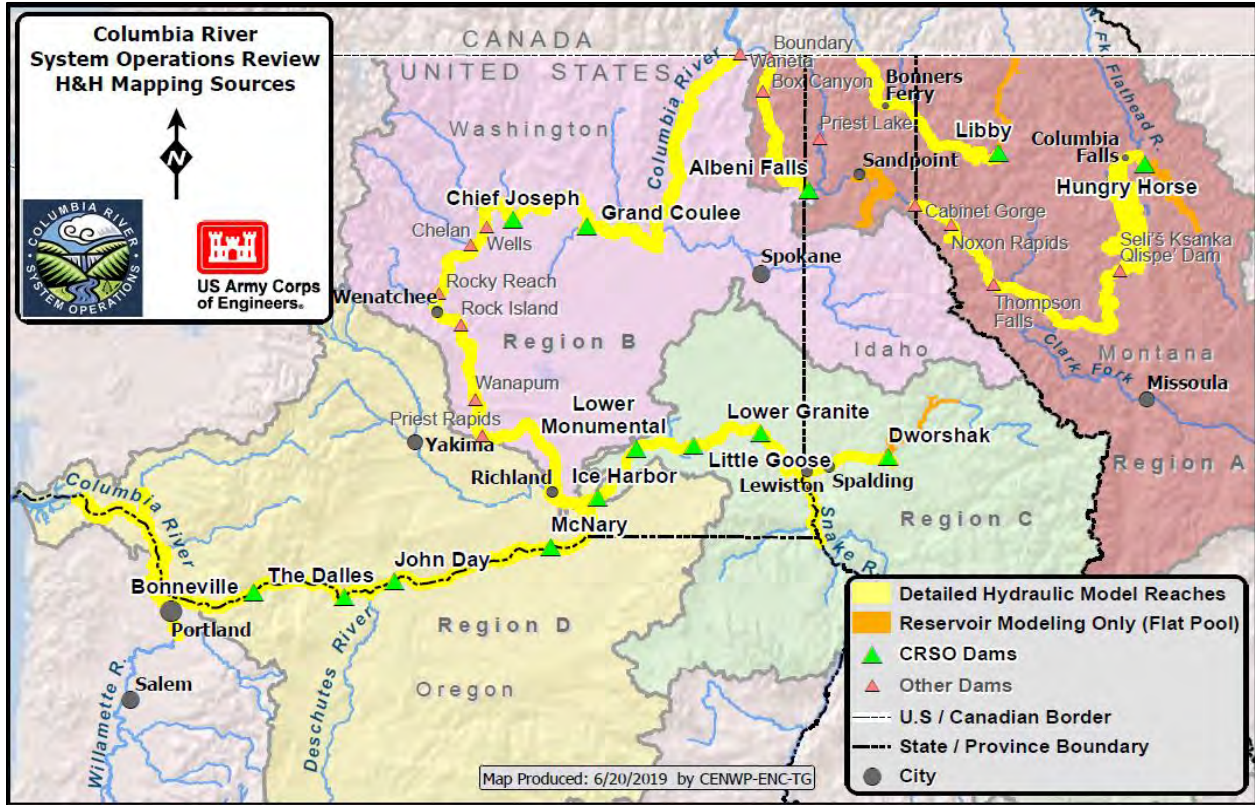 Columbia River
System Operations Review
H&H Mapping Sources
N
COLUMBIA RIVER
SYSTEM OPERATIONS
US Army Corps
of Engineers®
CANADA
UNITED STATES
Washington
Columbia River
Boundary
Waneta
Box Canyon
Bonners
Ferry
N. Fk Flathead R.
Priest Lake
Libby
Columbia
Falls
Sandpoint
Albeni Falls
Hungry Horse
Chief Joseph
Grand Coulee
Cabinet Gorge
Chelan
Wells
Noxon Rapids
Seli'š Ksanka
Qlispe' Dam
Spokane
Rocky Reach
Wenatchee
Rock Island
Thompson
Falls
Region B
Idaho
Montana
Clark Fork
Missoula
Wanapum
Lower
Monumental
Lower Granite
Priest Rapids
Yakima
Dworshak
Region A
Richland
Ice Harbor
Little Goose
Lewiston
Spalding
Columbia River
McNary
Snake R.
Region C
John Day
The Dalles
Bonneville
Portland
Region D
Deschutes River
Oregon
Salem
Willamette R.
Detailed Hydraulic Model Reaches
Reservoir Modeling Only (Flat Pool)
CRSO Dams
Other Dams
U.S / Canadian Border
State / Province Boundary
City
Map Produced: 6/20/2019 by CENWP-ENC-TG